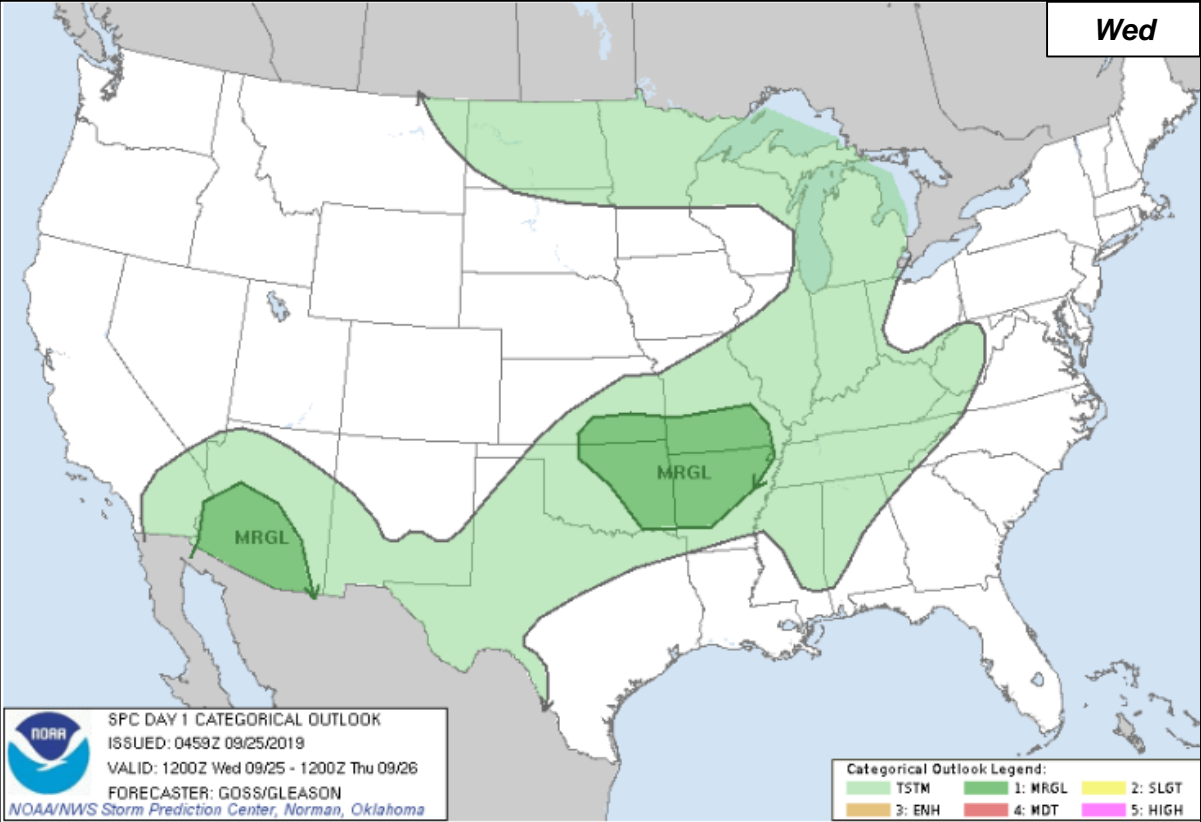 Wed
MRGL
MRGL
NOAA
SPC DAY 1 CATEGORICAL OUTLOOK
ISSUED: 0459Z 09/25/2019
VALID: 1200Z Wed 09/25 - 1200Z Thu 09/26
FORECASTER: GOSS/GLEASON
NOAA/NWS Storm Prediction Center, Norman, Oklahoma
Categorical Outlook Legend:
TSTM 1: MRGL 2: SLGT
3: ENH 4: MDT 5: HIGH